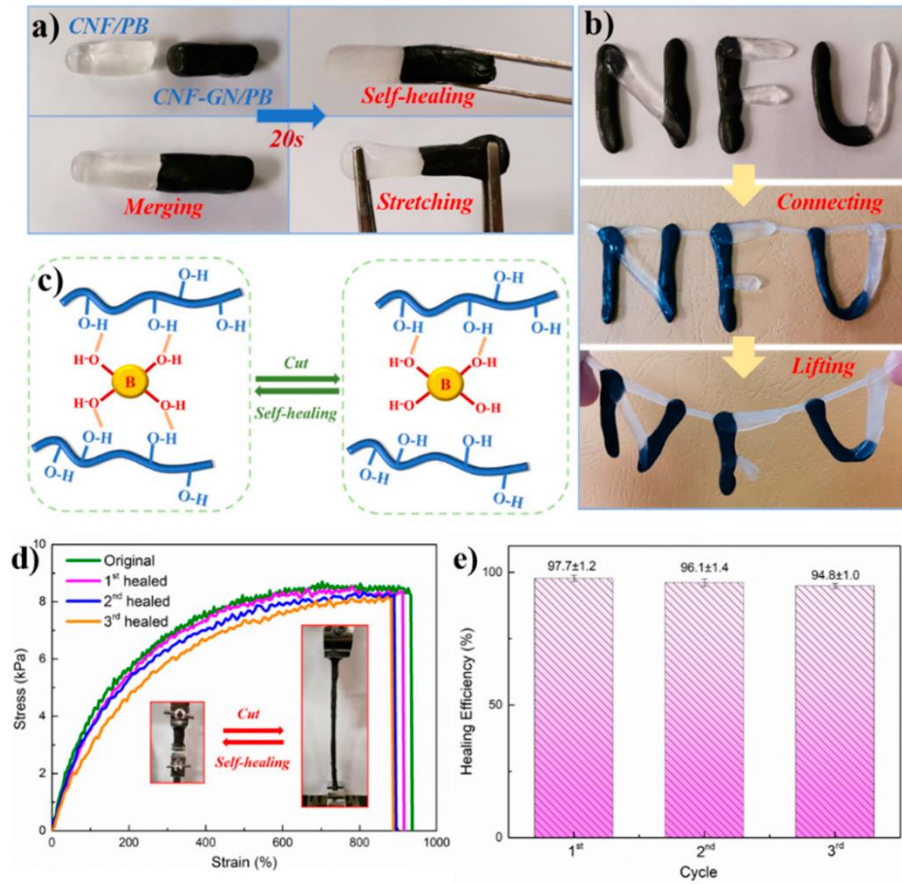 a)
CNF/PB
CNF-GN/PB
20s
Merging
Self-healing
Stretching
b)
N F U
Connecting
N F U
Lifting
N F U
c)
O-H
O-H
O-H
O-H
O-H
H-O
O-H
B
H-O
O-H
O-H
O-H
O-H
O-H
O-H
Cut
Self-healing
O-H
O-H
O-H
O-H
O-H
H-O
O-H
B
H-O
O-H
O-H
O-H
O-H
O-H
O-H
d)
10
8
6
4
2
0
Stress (kPa)
Original
1st healed
2nd healed
3rd healed
Cut
Self-healing
0 200 400 600 800 1000
Strain (%)
e)
100
50
0
Healing Efficiency (%)
97.7±1.2
96.1±1.4
94.8±1.0
1st 2nd 3rd
Cycle